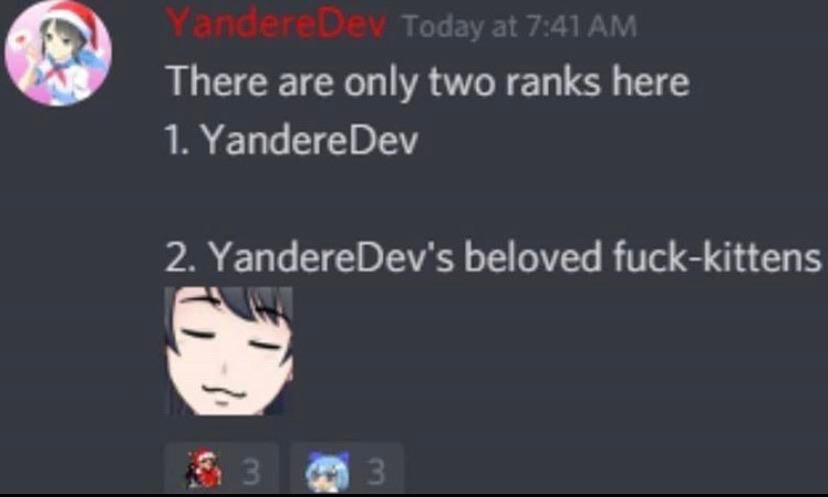 YandereDev Today at 7:41 AM
There are only two ranks here
1. YandereDev
2. YandereDev's beloved fuck-kittens
3 3